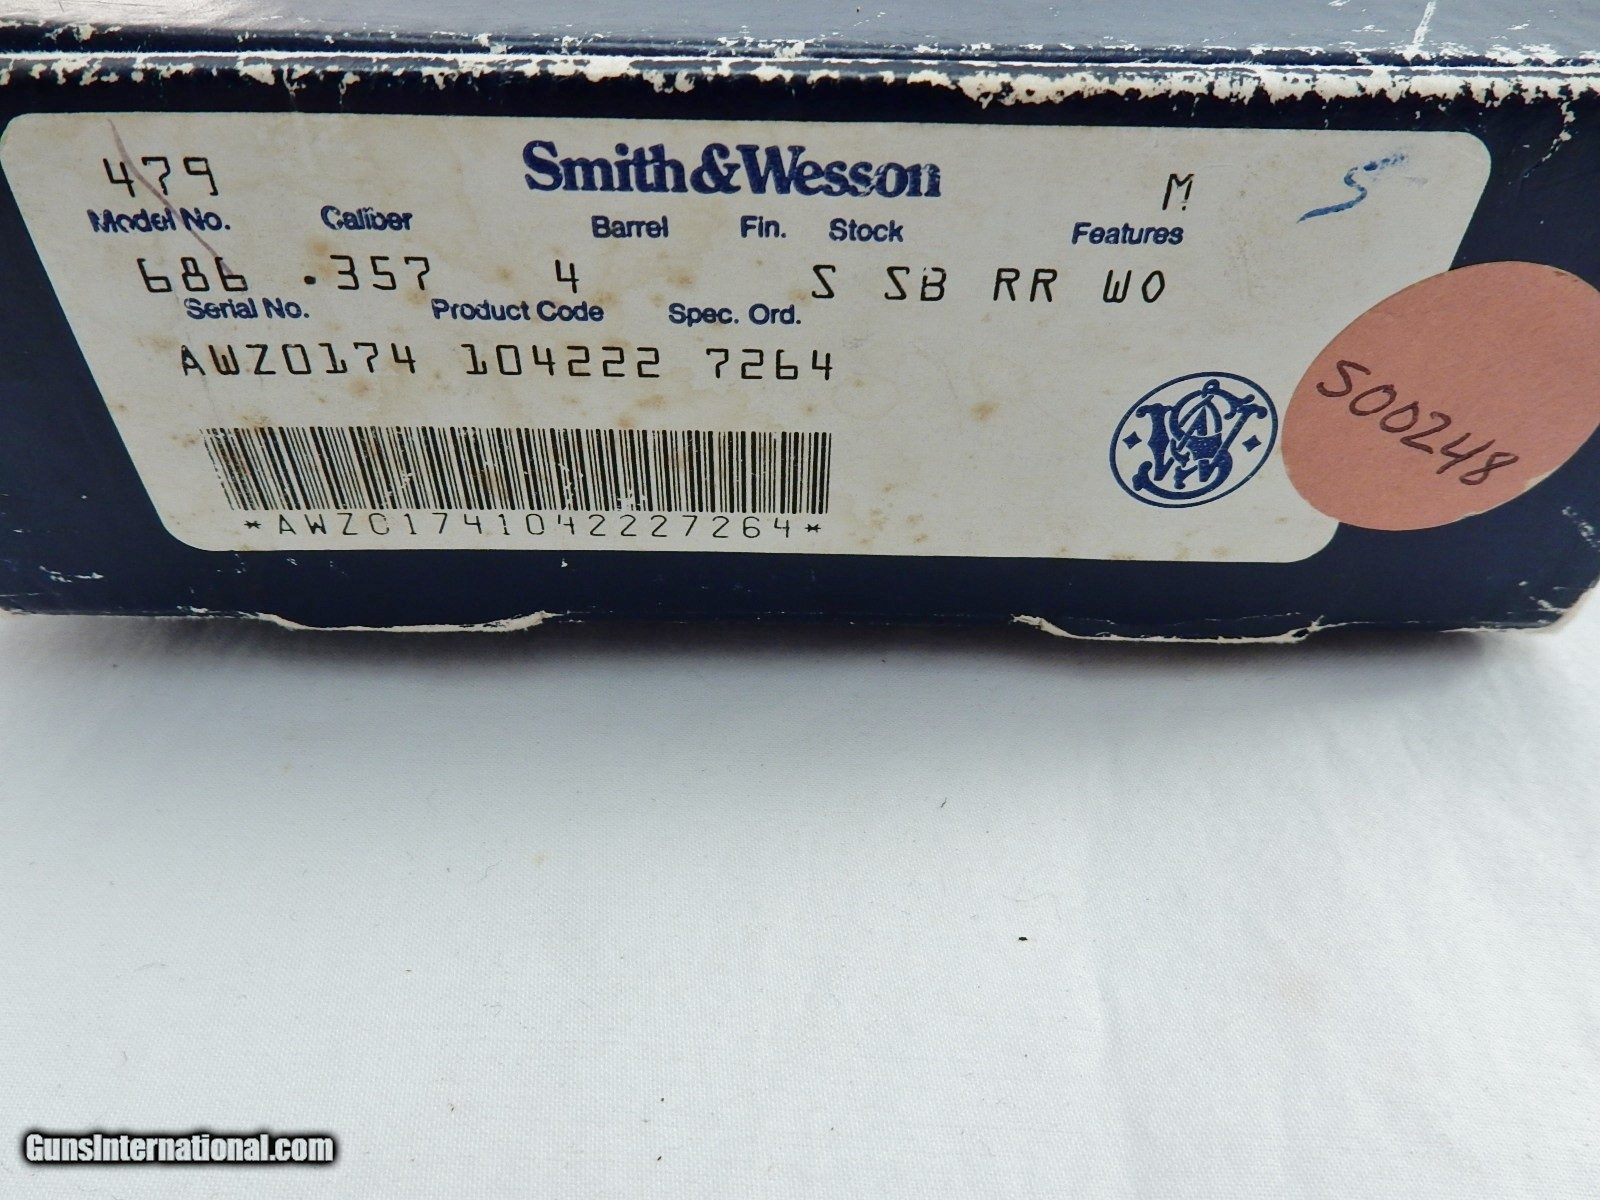 479 Smith & Wesson M S
Model No. Caliber Barrel Fin. Stock Features
686 .357 4 S SB RR WO
Serial No. Product Code Spec. Ord.
AWZ0174 104222 7264
*AWZ01741042227264*
500248
GunsInternational.com